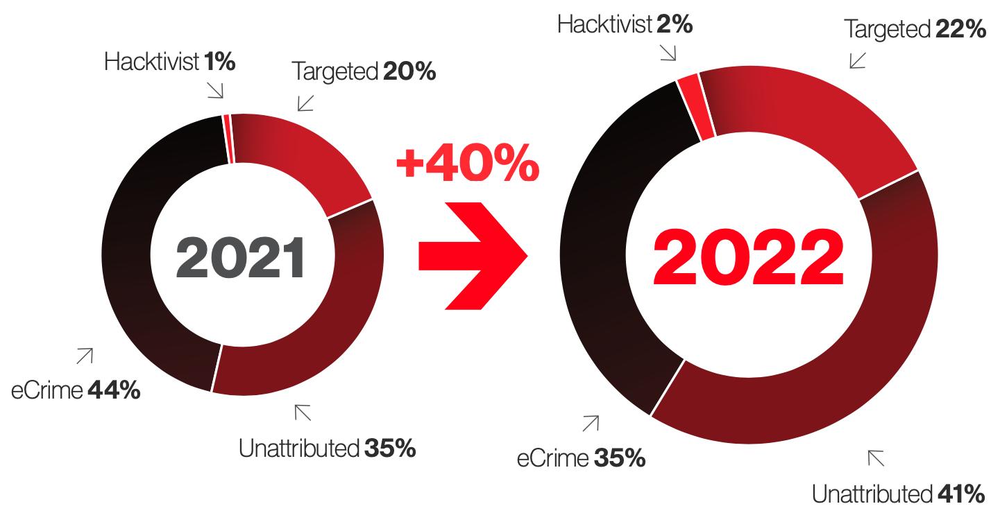 Hacktivist 1%
Targeted 20%
2021
eCrime 44%
Unattributed 35%
+40%
Hacktivist 2%
Targeted 22%
2022
eCrime 35%
Unattributed 41%